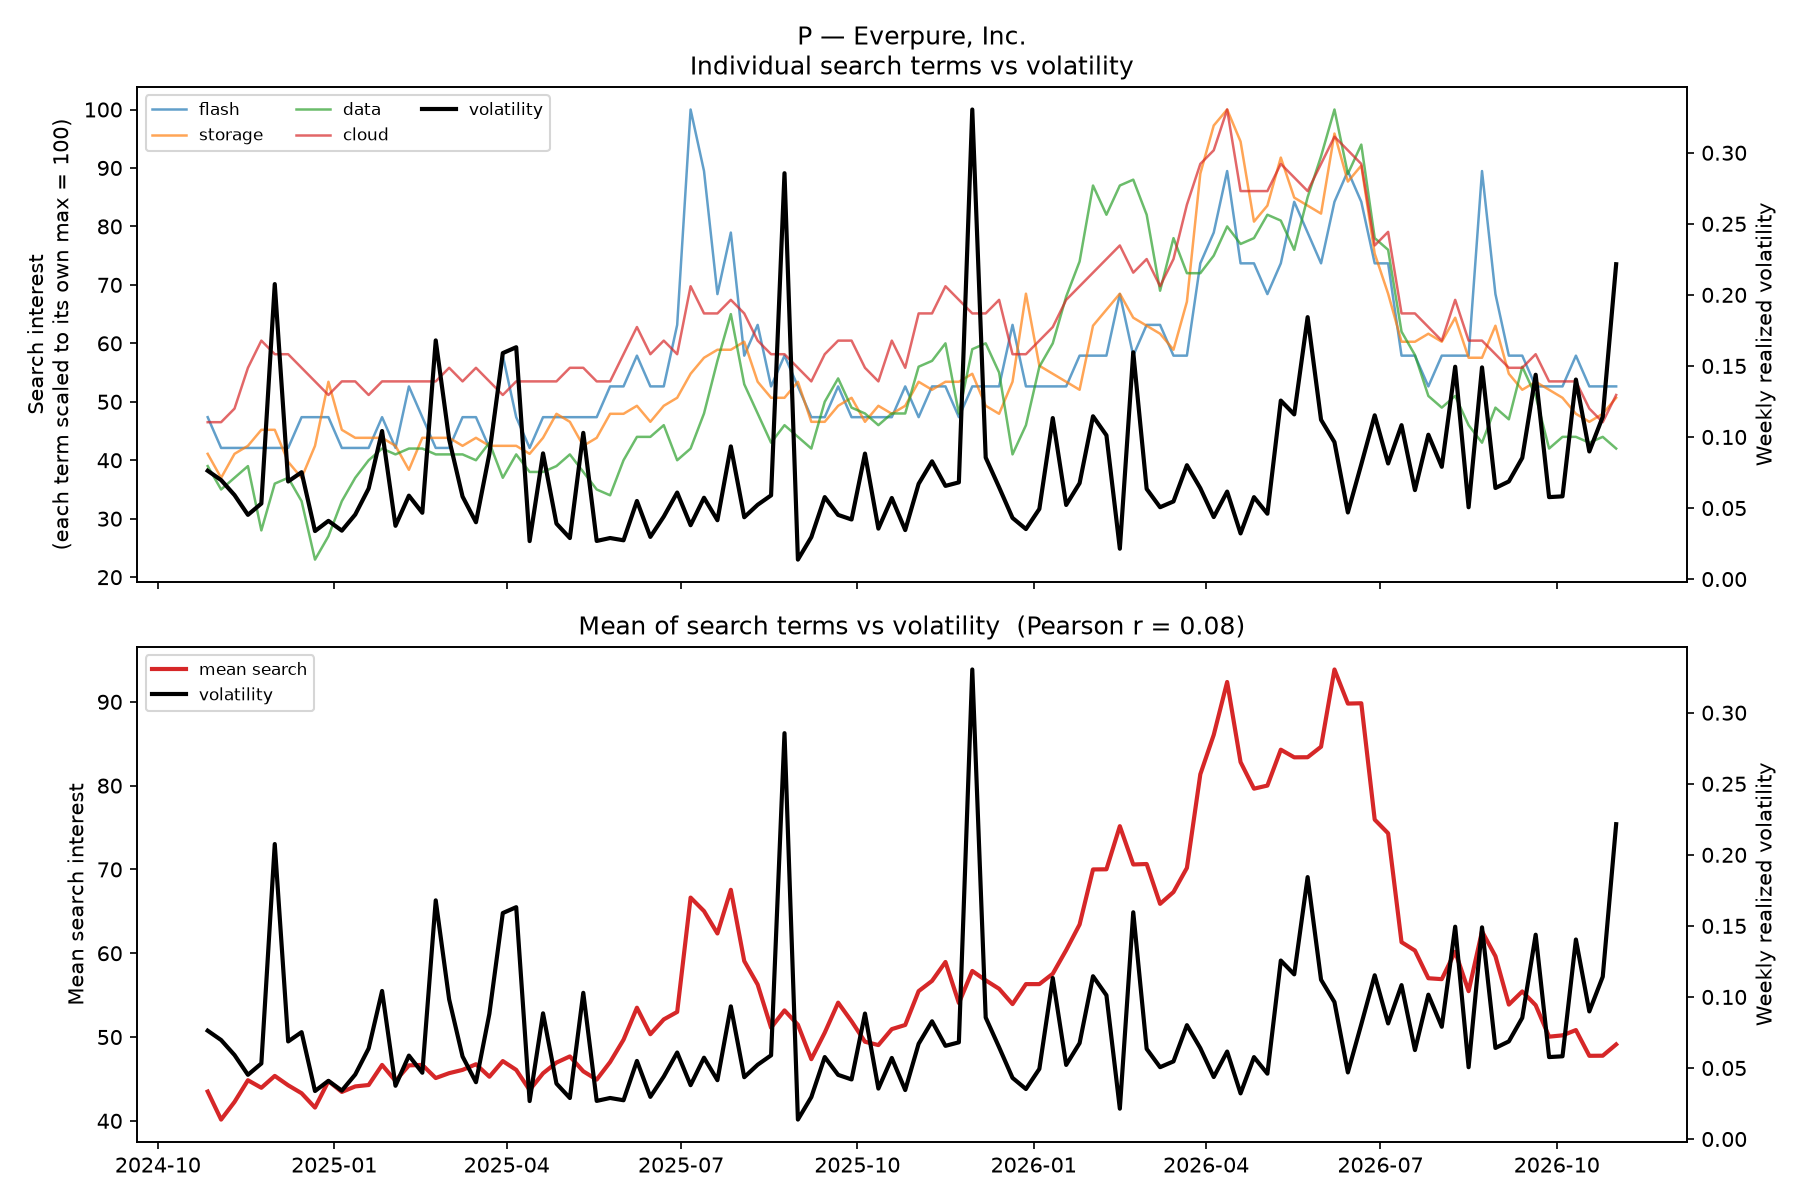 P — Everpure, Inc.
Individual search terms vs volatility
flash
storage
data
cloud
volatility
Search interest
(each term scaled to its own max = 100)
100
90
80
70
60
50
40
30
20
0.30
0.25
0.20
0.15
0.10
0.05
0.00
Weekly realized volatility
Mean of search terms vs volatility (Pearson r = 0.08)
mean search
volatility
Mean search interest
90
80
70
60
50
40
0.30
0.25
0.20
0.15
0.10
0.05
0.00
Weekly realized volatility
2024-10 2025-01 2025-04 2025-07 2025-10 2026-01 2026-04 2026-07 2026-10